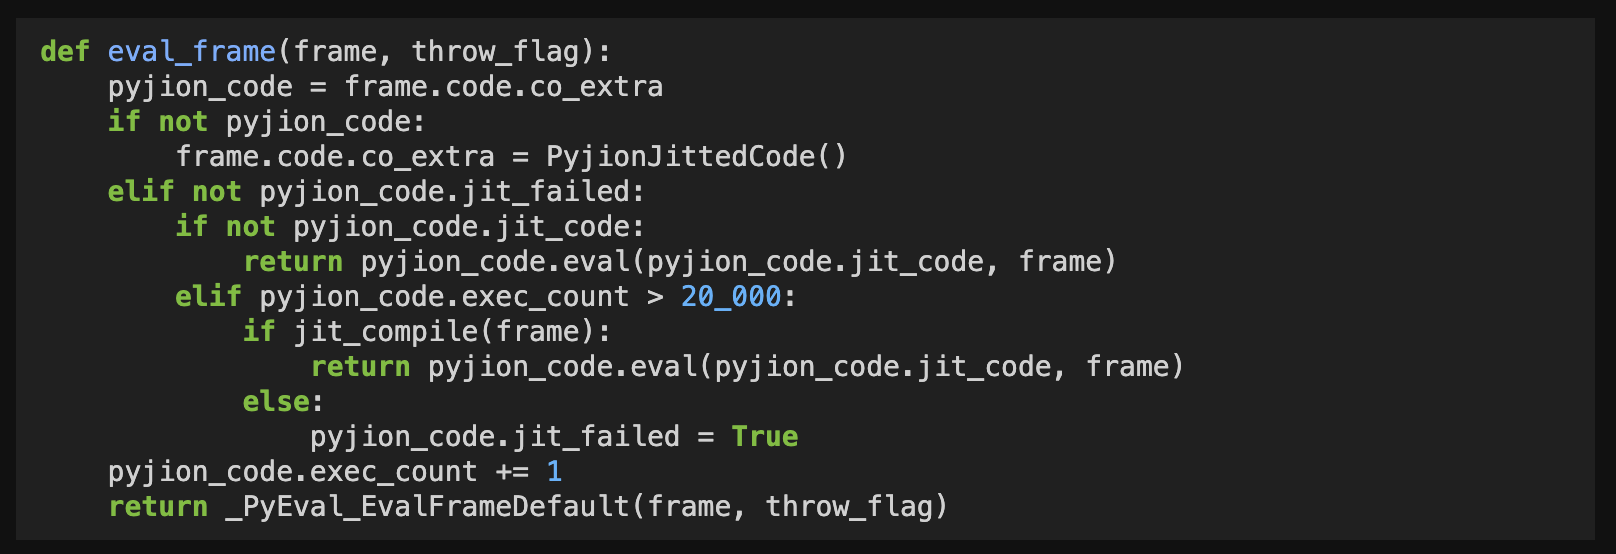 def eval_frame(frame, throw_flag):
    pyjion_code = frame.code.co_extra
    if not pyjion_code:
        frame.code.co_extra = PyjionJittedCode()
    elif not pyjion_code.jit_failed:
        if not pyjion_code.jit_code:
            return pyjion_code.eval(pyjion_code.jit_code, frame)
        elif pyjion_code.exec_count > 20_000:
            if jit_compile(frame):
                return pyjion_code.eval(pyjion_code.jit_code, frame)
            else:
                pyjion_code.jit_failed = True
    pyjion_code.exec_count += 1
    return _PyEval_EvalFrameDefault(frame, throw_flag)